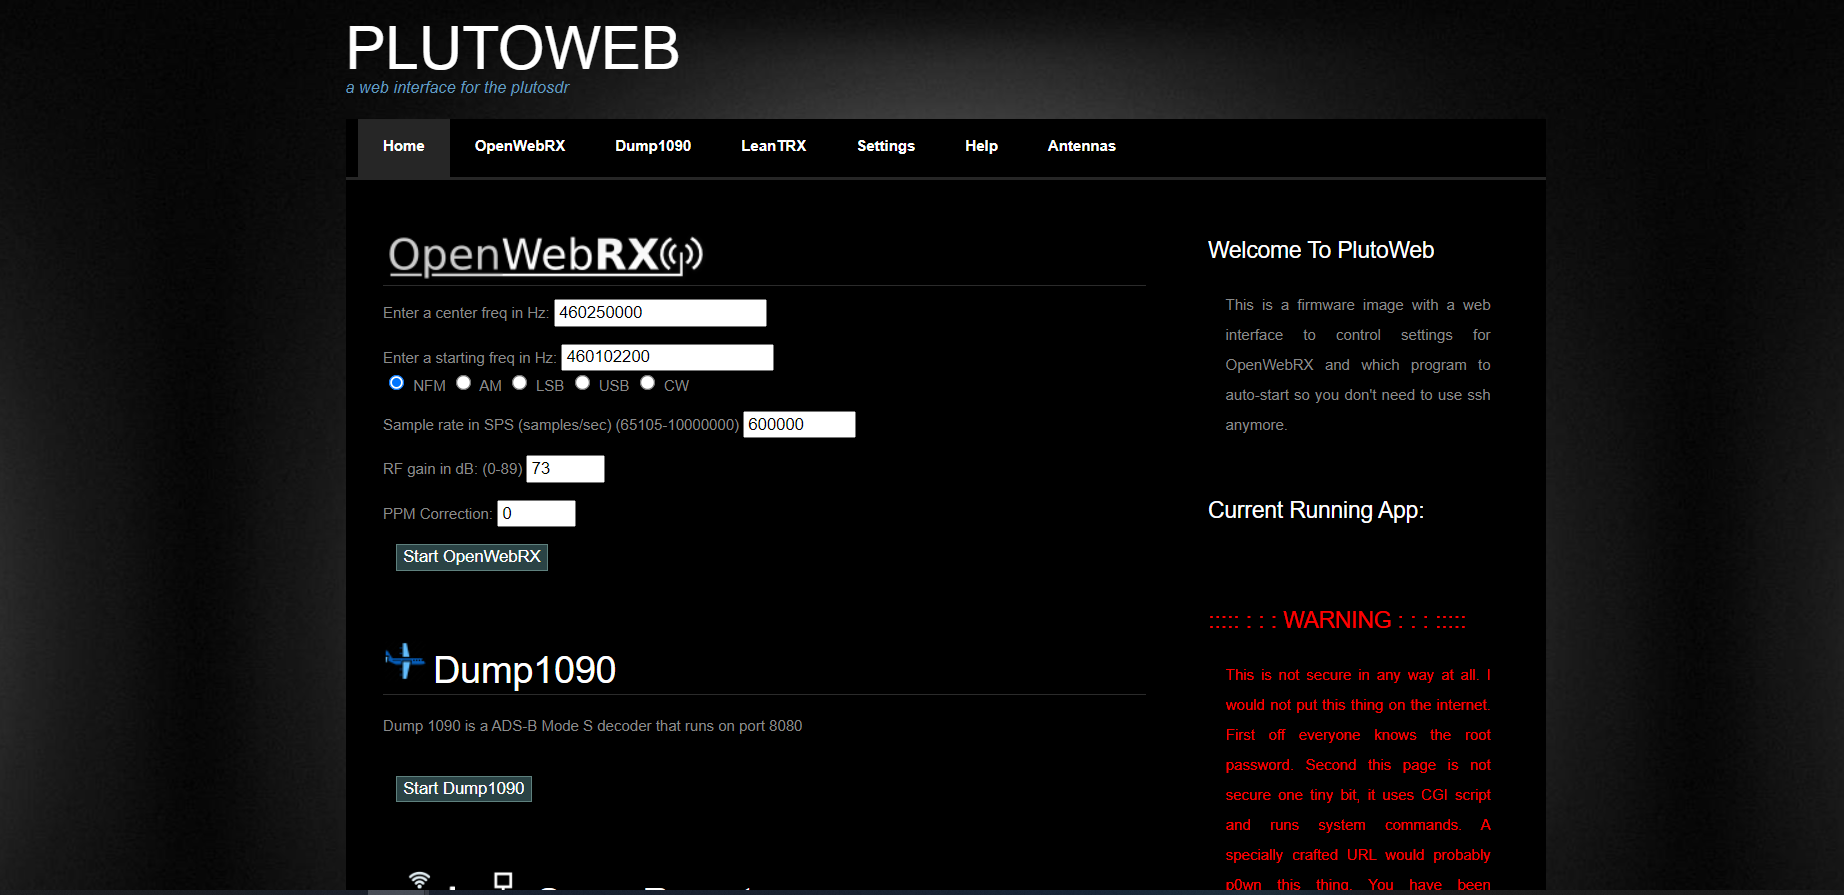 PLUTOWEB
a web interface for the plutosdr
Home OpenWebRX Dump1090 LeanTRX Settings Help Antennas
OpenWebRX
Enter a center freq in Hz: 460250000
Enter a starting freq in Hz: 460102200
NFM AM LSB USB CW
Sample rate in SPS (samples/sec) (65105-10000000) 600000
RF gain in dB: (0-89) 73
PPM Correction: 0
Start OpenWebRX
Dump1090
Dump 1090 is a ADS-B Mode S decoder that runs on port 8080
Start Dump1090
Welcome To PlutoWeb
This is a firmware image with a web
interface to control settings for
OpenWebRX and which program to
auto-start so you don't need to use ssh
anymore.
Current Running App:
::::: : : : WARNING : : : :::::
This is not secure in any way at all. I
would not put this thing on the internet.
First off everyone knows the root
password. Second this page is not
secure one tiny bit, it uses CGI script
and runs system commands. A
specially crafted URL would probably
p0wn this thing. You have been